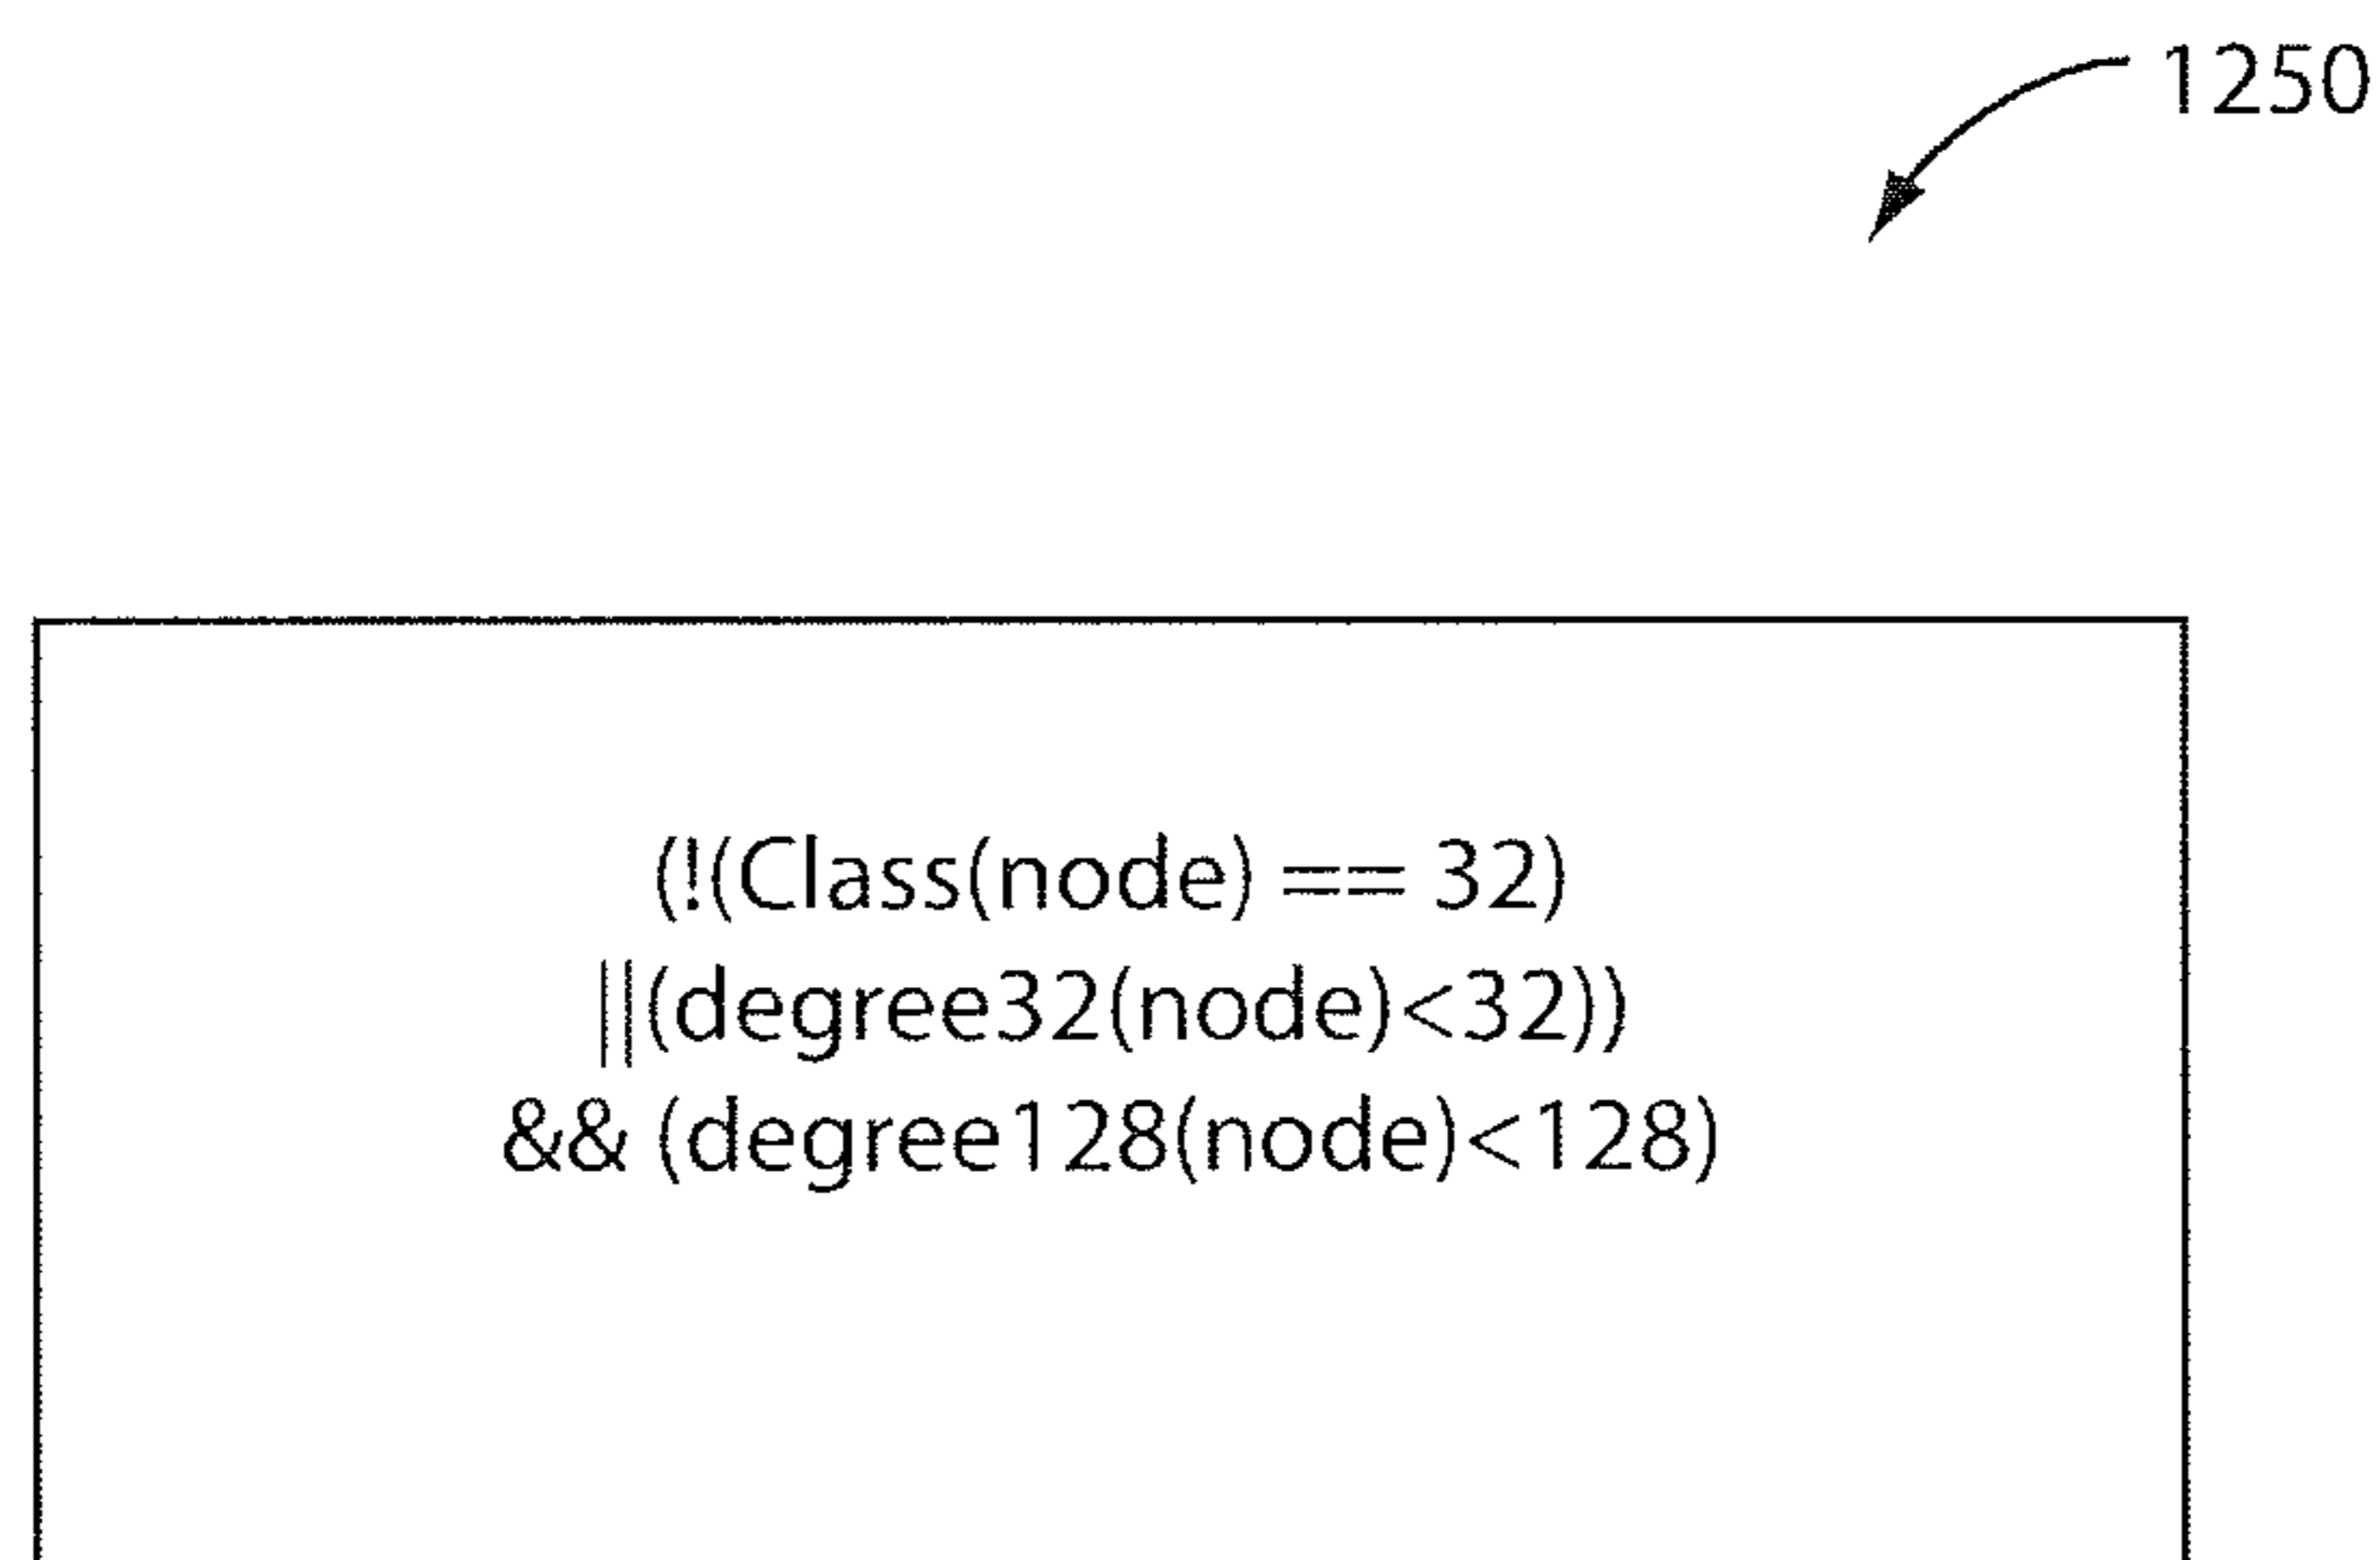 1250
(!(Class(node) == 32)
||(degree32(node)<32))
&& (degree128(node)<128)